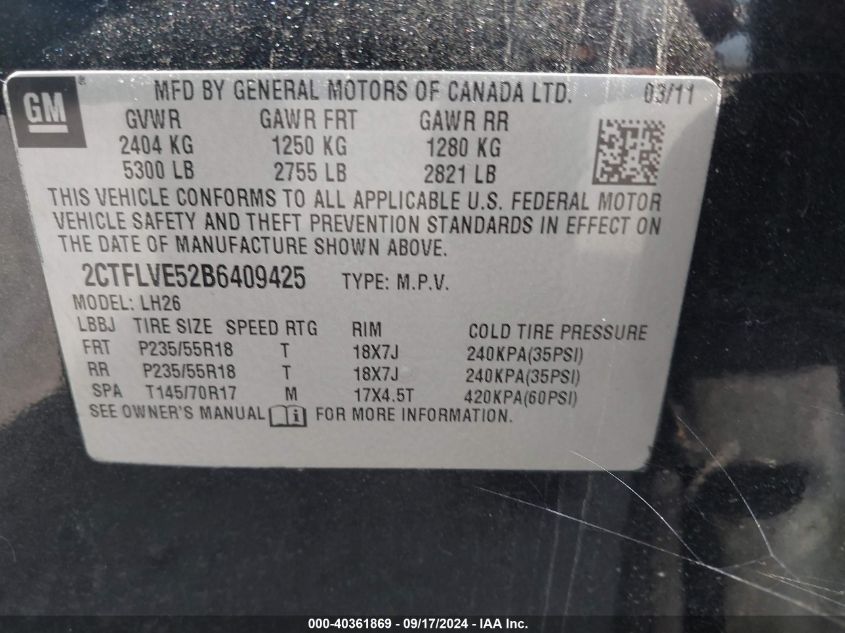 GM ® MFD BY GENERAL MOTORS OF CANADA LTD. 03/11
GVWR GAWR FRT GAWR RR
2404 KG 1250 KG 1280 KG
5300 LB 2755 LB 2821 LB
THIS VEHICLE CONFORMS TO ALL APPLICABLE U.S. FEDERAL MOTOR
VEHICLE SAFETY AND THEFT PREVENTION STANDARDS IN EFFECT ON
THE DATE OF MANUFACTURE SHOWN ABOVE.
2CTFLVE52B6409425 TYPE: M.P.V.
MODEL: LH26
LBBJ TIRE SIZE SPEED RTG RIM COLD TIRE PRESSURE
FRT P235/55R18 T 18X7J 240KPA(35PSI)
RR P235/55R18 T 18X7J 240KPA(35PSI)
SPA T145/70R17 M 17X4.5T 420KPA(60PSI)
SEE OWNER'S MANUAL i FOR MORE INFORMATION.
000-40361869 - 09/17/2024 - IAA Inc.